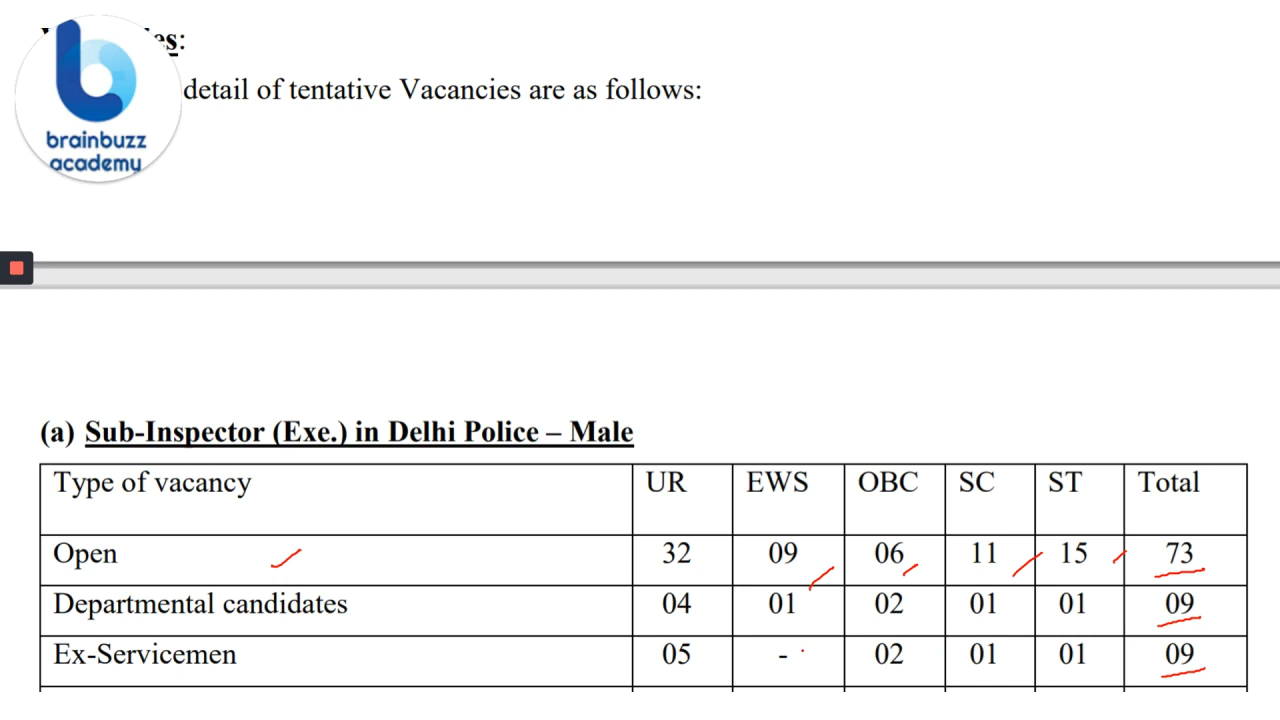 es:
detail of tentative Vacancies are as follows:
brainbuzz
academy
(a) Sub-Inspector (Exe.) in Delhi Police – Male
Type of vacancy UR EWS OBC SC ST Total
Open 32 09 06 11 15 73
Departmental candidates 04 01 02 01 01 09
Ex-Servicemen 05 - 02 01 01 09